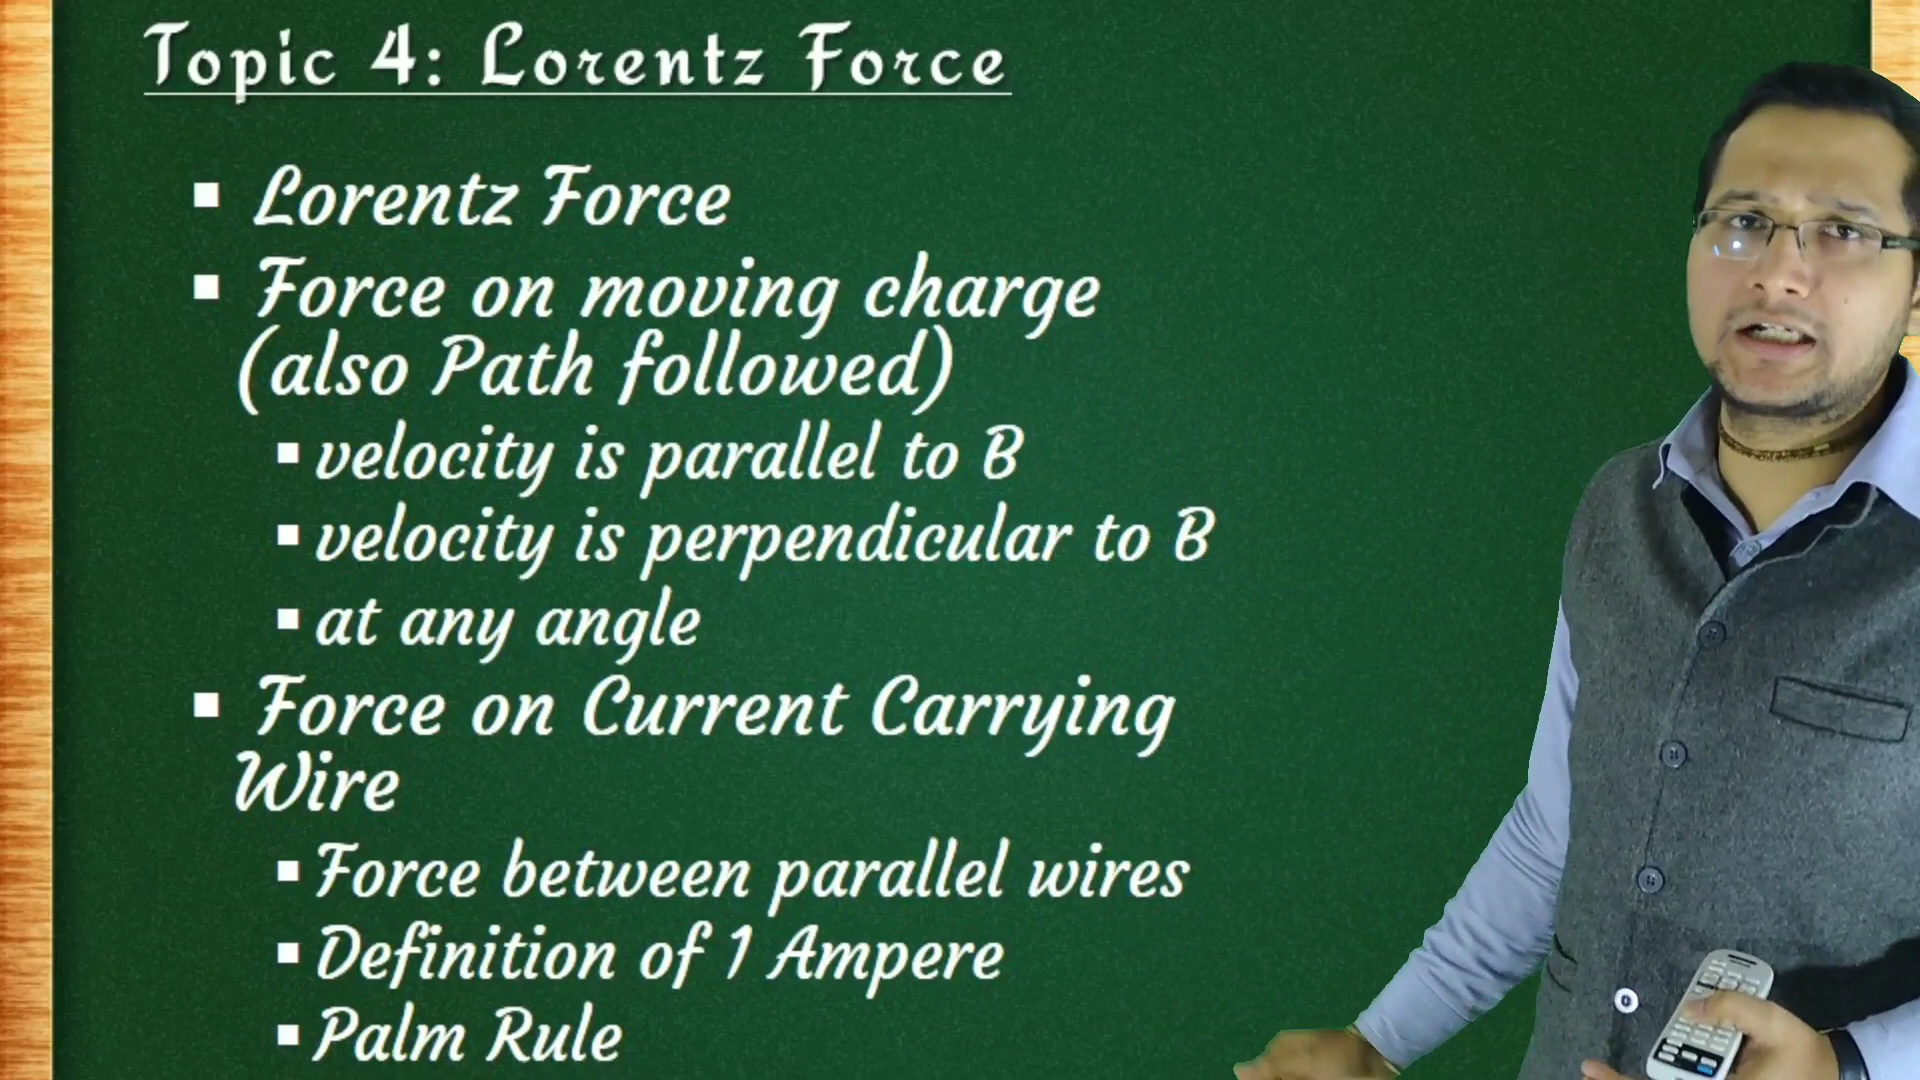 Topic 4: Lorentz Force
▪ Lorentz Force
▪ Force on moving charge
(also Path followed)
▪ velocity is parallel to B
▪ velocity is perpendicular to B
▪ at any angle
▪ Force on Current Carrying
Wire
▪ Force between parallel wires
▪ Definition of 1 Ampere
▪ Palm Rule